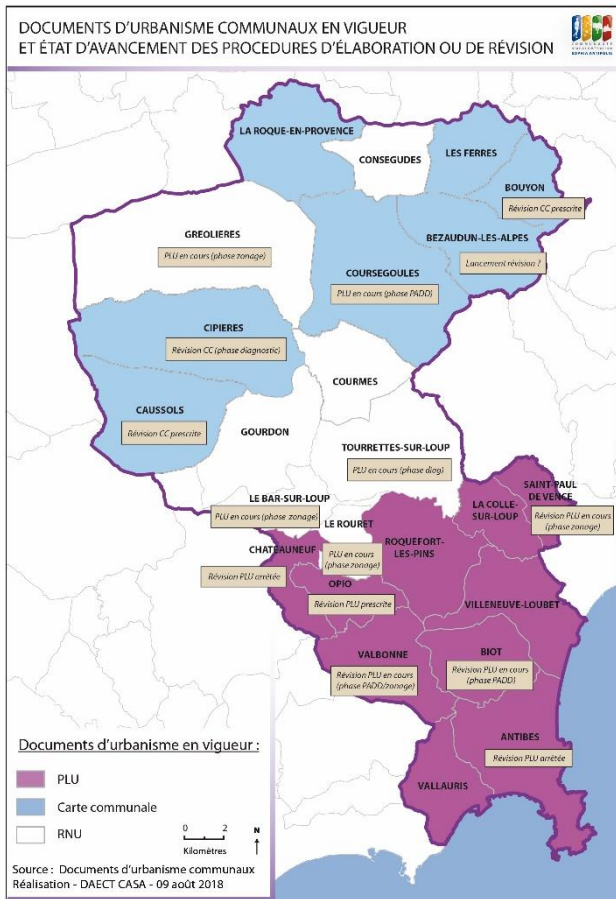 DOCUMENTS D'URBANISME COMMUNAUX EN VIGUEUR
ET ÉTAT D'AVANCEMENT DES PROCEDURES D'ÉLABORATION OU DE RÉVISION
LA ROQUE-EN-PROVENCE
CONSEGUDES
LES FERRES
BOUYON
Révision CC prescrite
GREOLIERES
PLU en cours (phase zonage)
BEZAUDUN-LES-ALPES
Lancement révision ?
COURSEGOULES
PLU en cours (phase PADD)
CIPIERES
Révision CC (phase diagnostic)
COURMES
CAUSSOLS
Révision CC prescrite
GOURDON
TOURRETTES-SUR-LOUP
PLU en cours (phase diag)
SAINT-PAUL
DE VENCE
Révision PLU en cours
(phase zonage)
LE BAR-SUR-LOUP
PLU en cours (phase zonage)
LA COLLE-
SUR-LOUP
LE ROURET
PLU en cours
(phase zonage)
ROQUEFORT-
LES-PINS
CHATEAUNEUF
Révision PLU arrêtée
OPIO
Révision PLU prescrite
VILLENEUVE-LOUBET
VALBONNE
Révision PLU en cours
(phase PADD/zonage)
BIOT
Révision PLU en cours
(phase PADD)
ANTIBES
Révision PLU arrêtée
VALLAURIS
Documents d'urbanisme en vigueur :
PLU
Carte communale
RNU
0 2
Kilomètres
N
Source : Documents d'urbanisme communaux
Réalisation - DAECT CASA - 09 août 2018